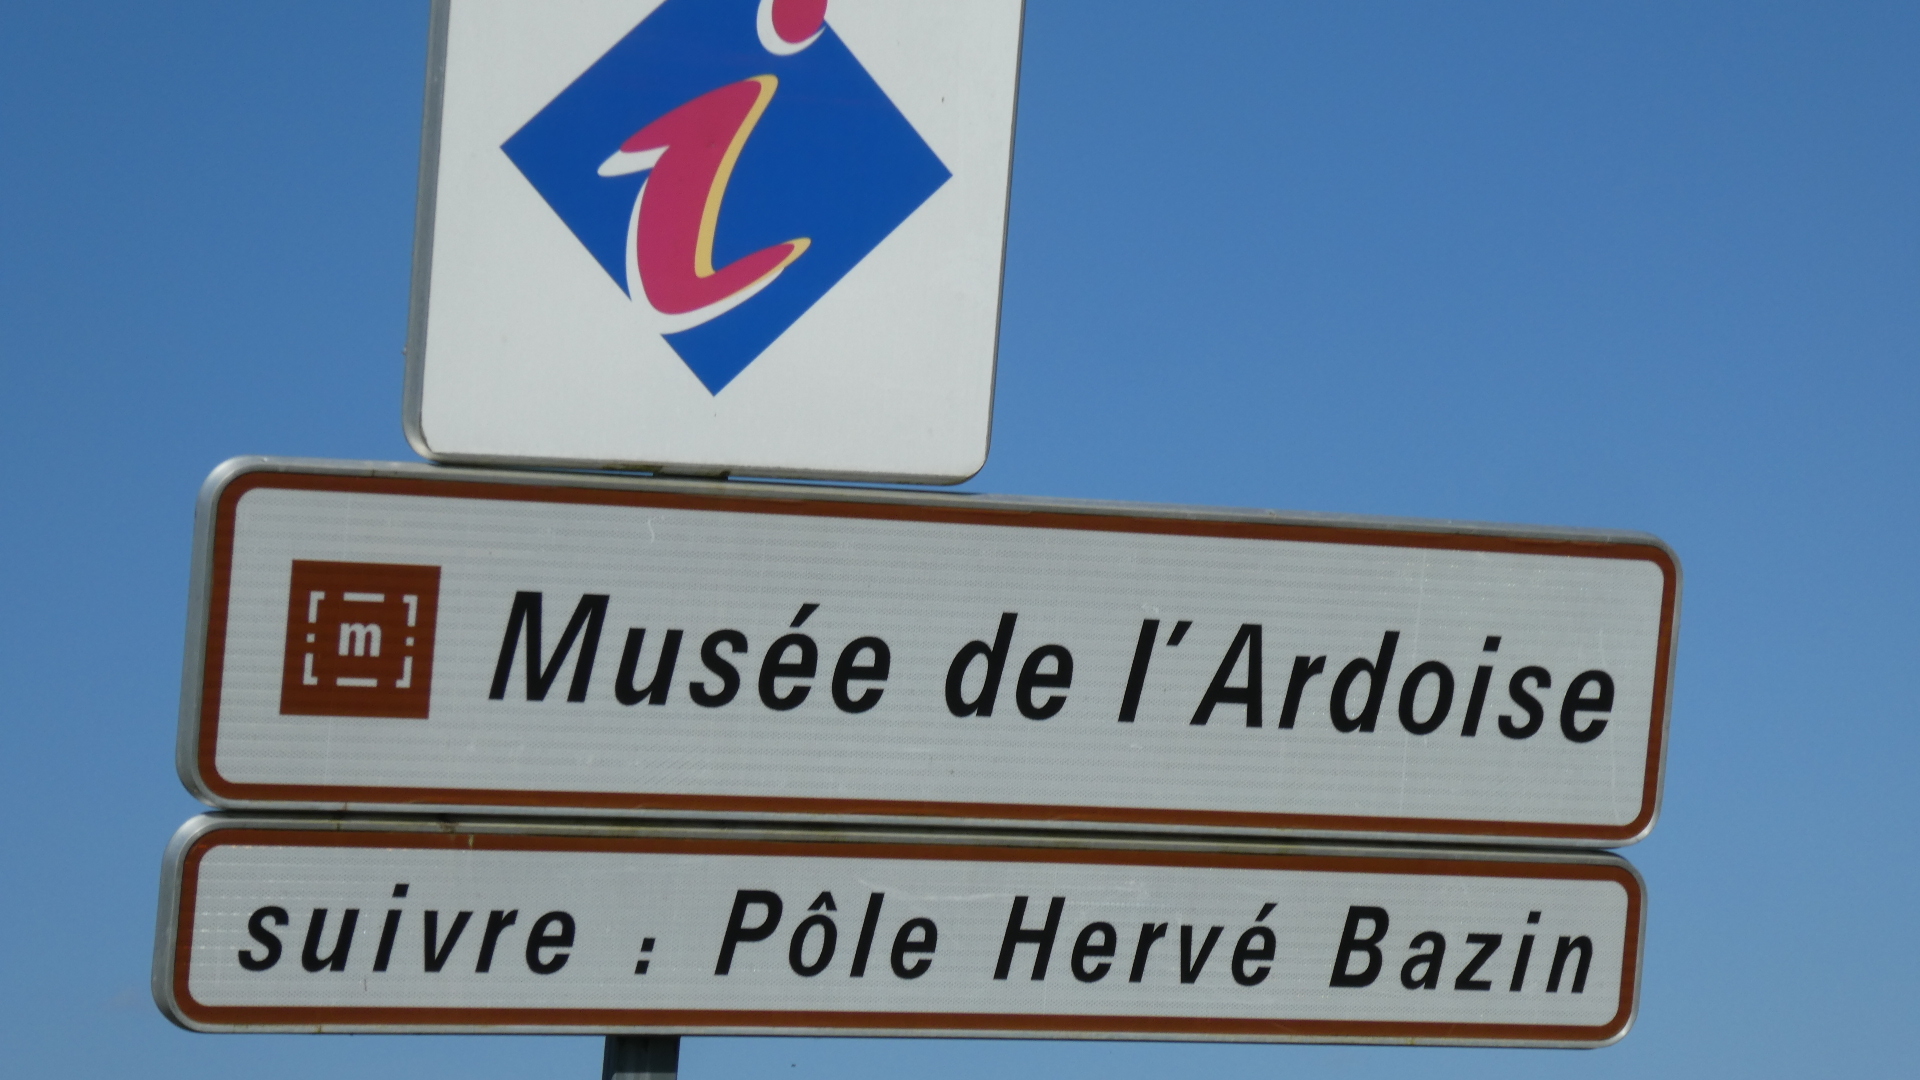 i
m Musée de l'Ardoise
suivre : Pôle Hervé Bazin